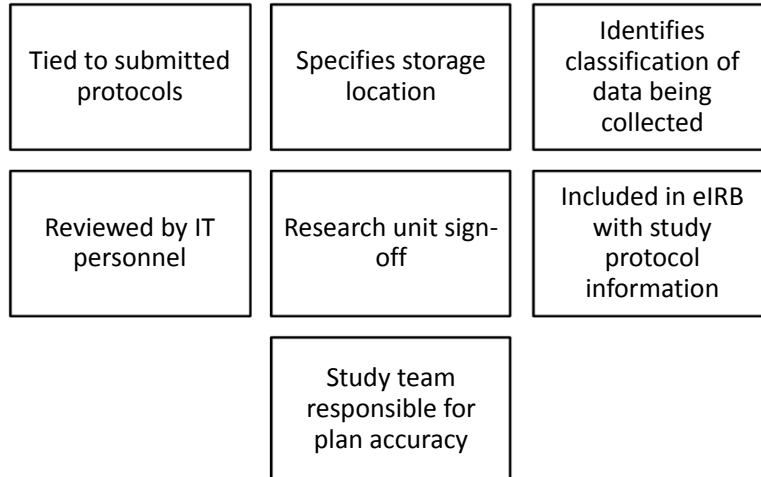 Tied to submitted
protocols
Specifies storage
location
Identifies
classification of
data being
collected
Reviewed by IT
personnel
Research unit sign-
off
Included in eIRB
with study
protocol
information
Study team
responsible for
plan accuracy